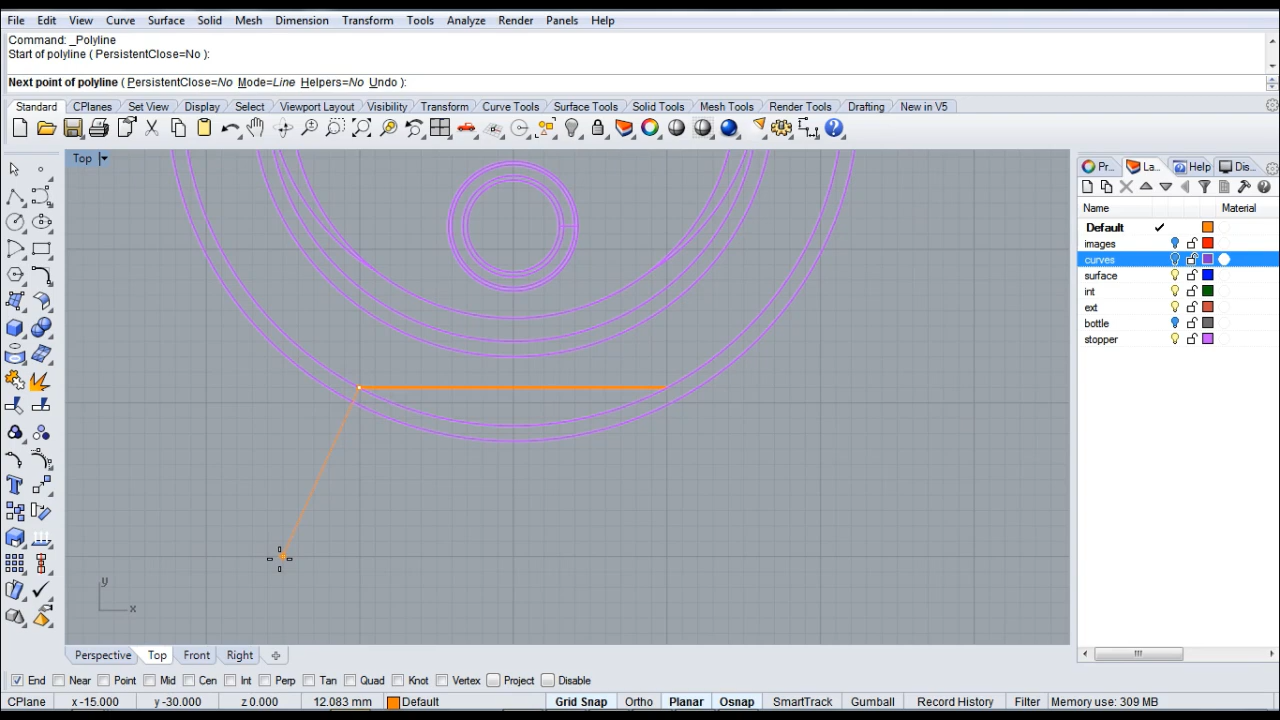 File Edit View Curve Surface Solid Mesh Dimension Transform Tools Analyze Render Panels Help
Command: _Polyline
Start of polyline ( PersistentClose=No ):
Next point of polyline ( PersistentClose=No Mode=Line Helpers=No Undo ):
Standard CPlanes Set View Display Select Viewport Layout Visibility Transform Curve Tools Surface Tools Solid Tools Mesh Tools Render Tools Drafting New in V5
Top
Pr... La... Help Dis...
Name Material
Default
images
curves
surface
int
ext
bottle
stopper
y
x
Perspective Top Front Right
End Near Point Mid Cen Int Perp Tan Quad Knot Vertex Project Disable
CPlane x -15.000 y -30.000 z 0.000 12.083 mm Default Grid Snap Ortho Planar Osnap SmartTrack Gumball Record History Filter Memory use: 309 MB